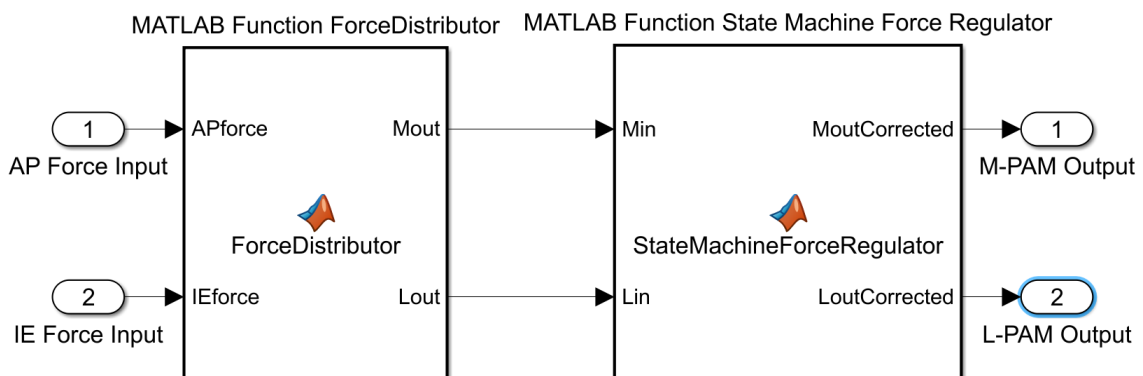 MATLAB Function ForceDistributor
MATLAB Function State Machine Force Regulator
1
AP Force Input
APforce
Mout
Min
MoutCorrected
1
M-PAM Output
ForceDistributor
StateMachineForceRegulator
2
IE Force Input
IEforce
Lout
Lin
LoutCorrected
2
L-PAM Output